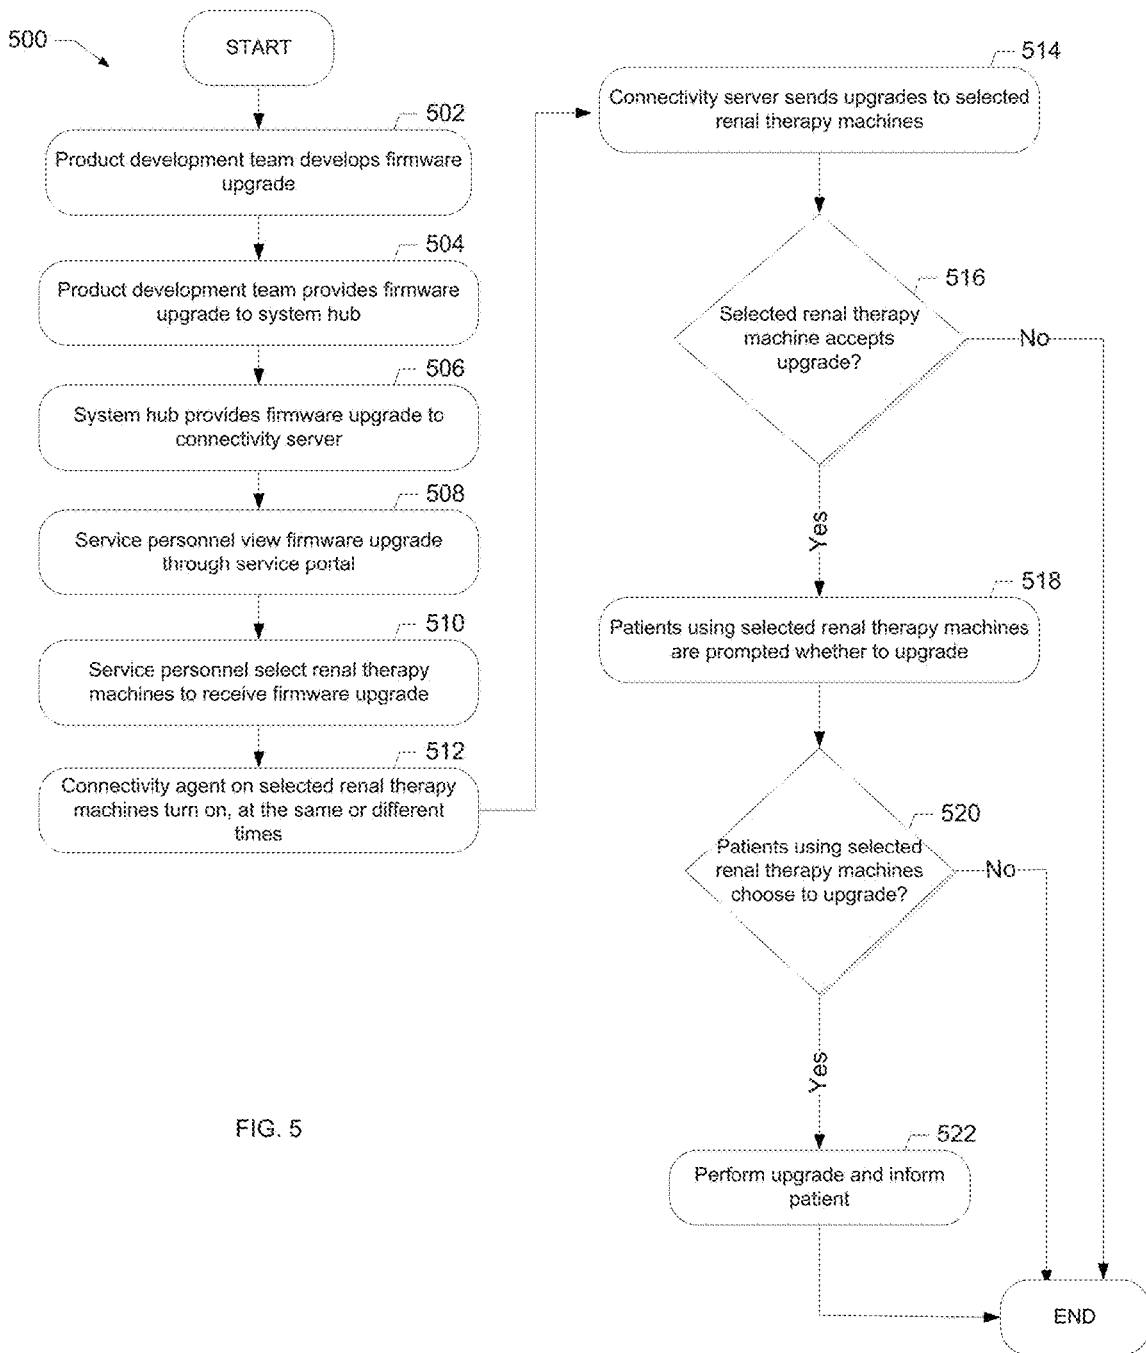 500
START
502
Product development team develops firmware
upgrade
504
Product development team provides firmware
upgrade to system hub
506
System hub provides firmware upgrade to
connectivity server
508
Service personnel view firmware upgrade
through service portal
510
Service personnel select renal therapy
machines to receive firmware upgrade
512
Connectivity agent on selected renal therapy
machines turn on, at the same or different
times
514
Connectivity server sends upgrades to selected
renal therapy machines
516
Selected renal therapy
machine accepts
upgrade?
No
Yes
518
Patients using selected renal therapy machines
are prompted whether to upgrade
520
Patients using selected
renal therapy machines
choose to upgrade?
No
Yes
522
Perform upgrade and inform
patient
END
FIG. 5